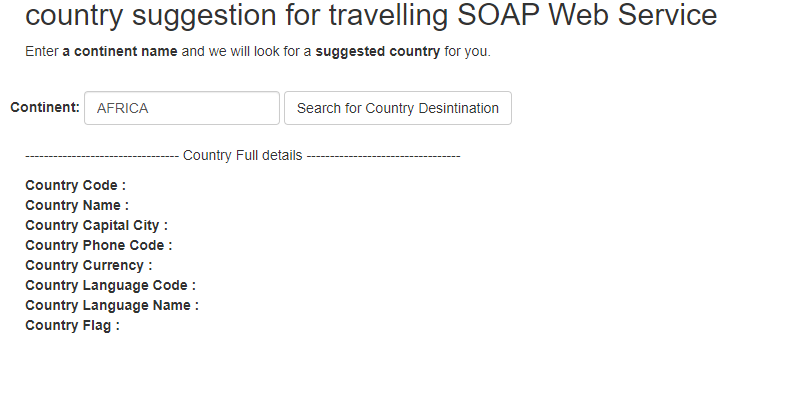 country suggestion for travelling SOAP Web Service
Enter a continent name and we will look for a suggested country for you.
Continent: AFRICA Search for Country Desintination
--------------------------------- Country Full details ---------------------------------
Country Code :
Country Name :
Country Capital City :
Country Phone Code :
Country Currency :
Country Language Code :
Country Language Name :
Country Flag :